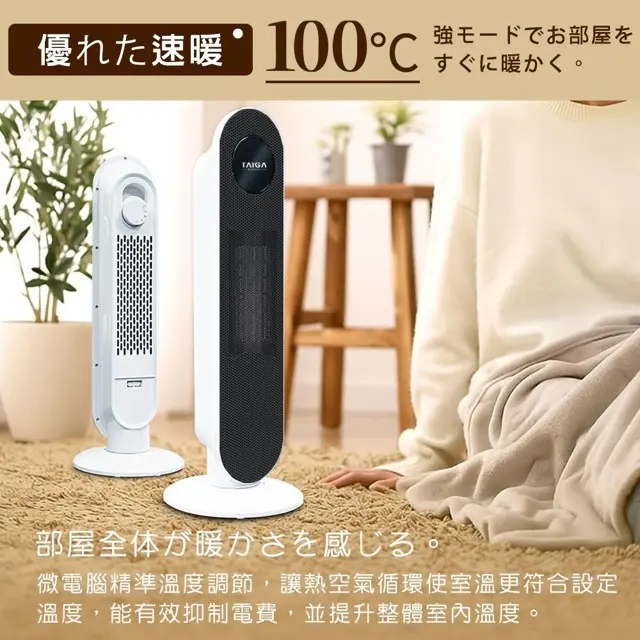 優れた速暖
100℃
強モードでお部屋を
すぐに暖かく。
TAIGA
部屋全体が暖かさを感じる。
微電腦精準溫度調節，讓熱空氣循環使室溫更符合設定
溫度，能有效抑制電費，並提升整體室內溫度。